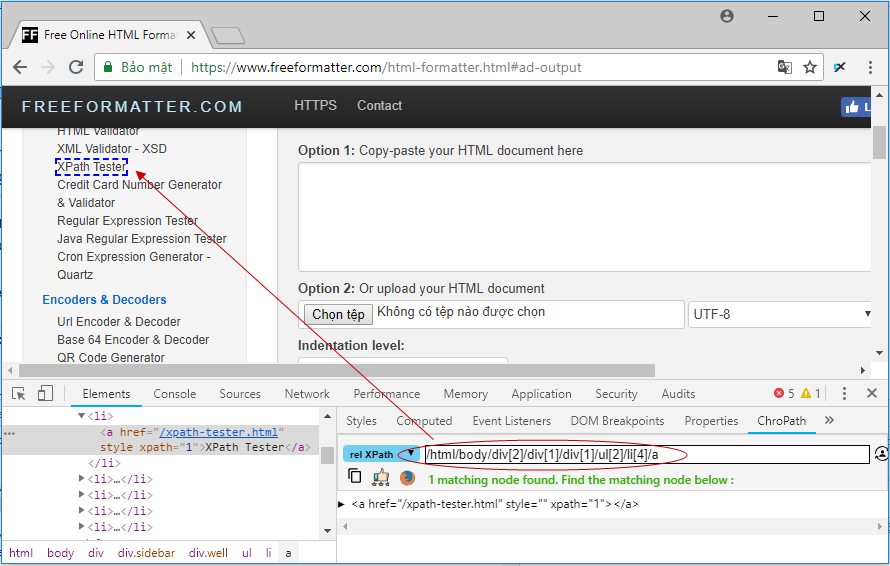 Free Online HTML Forma
Bảo mật https://www.freeformatter.com/html-formatter.html#ad-output
FREEFORMATTER.COM HTTPS Contact
HTML Validator
XML Validator - XSD
XPath Tester
Credit Card Number Generator
& Validator
Regular Expression Tester
Java Regular Expression Tester
Cron Expression Generator -
Quartz
Encoders & Decoders
Url Encoder & Decoder
Base 64 Encoder & Decoder
QR Code Generator
Option 1: Copy-paste your HTML document here
Option 2: Or upload your HTML document
Chọn tệp Không có tệp nào được chọn UTF-8
Indentation level:
Elements Console Sources Network Performance Memory Application Security Audits 5 1
<li>
<a href="/xpath-tester.html"
style xpath="1">XPath Tester</a>
</li>
<li>…</li>
<li>…</li>
<li>…</li>
<li>…</li>
html body div div.sidebar div.well ul li a
Styles Computed Event Listeners DOM Breakpoints Properties ChroPath
rel XPath /html/body/div[2]/div[1]/div[1]/ul[2]/li[4]/a
1 matching node found. Find the matching node below :
<a href="/xpath-tester.html" style="" xpath="1"></a>